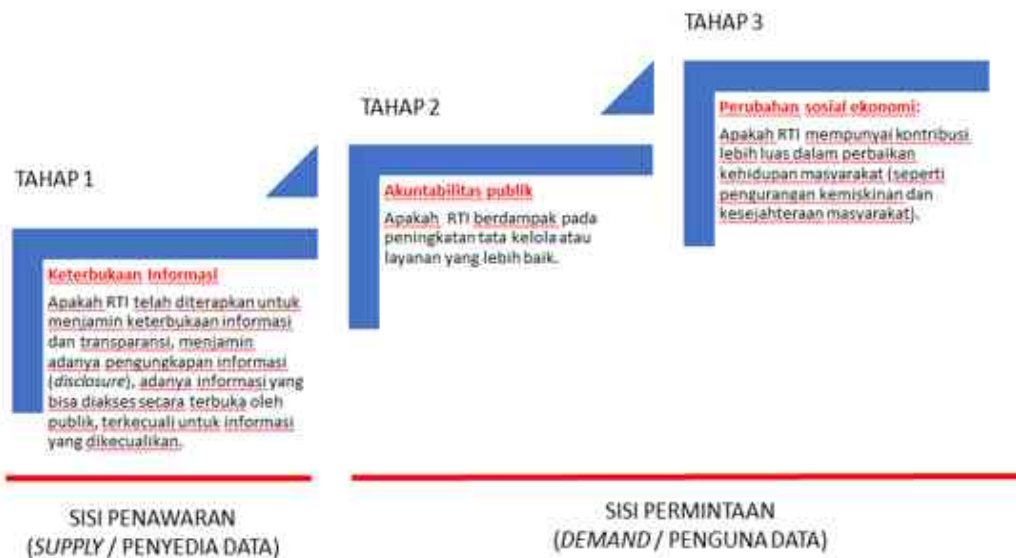 TAHAP 1
Keterbukaan Informasi
Apakah RTI telah diterapkan untuk
menjamin keterbukaan informasi
dan transparansi, menjamin
adanya pengungkapan informasi
(disclosure), adanya informasi yang
bisa diakses secara terbuka oleh
publik, terkecuali untuk informasi
yang dikecualikan.
TAHAP 2
Akuntabilitas publik
Apakah RTI berdampak pada
peningkatan tata kelola atau
layanan yang lebih baik.
TAHAP 3
Perubahan sosial ekonomi:
Apakah RTI mempunyai kontribusi
lebih luas dalam perbaikan
kehidupan masyarakat (seperti
pengurangan kemiskinan dan
kesejahteraan masyarakat).
SISI PENAWARAN
(SUPPLY / PENYEDIA DATA)
SISI PERMINTAAN
(DEMAND / PENGUNA DATA)